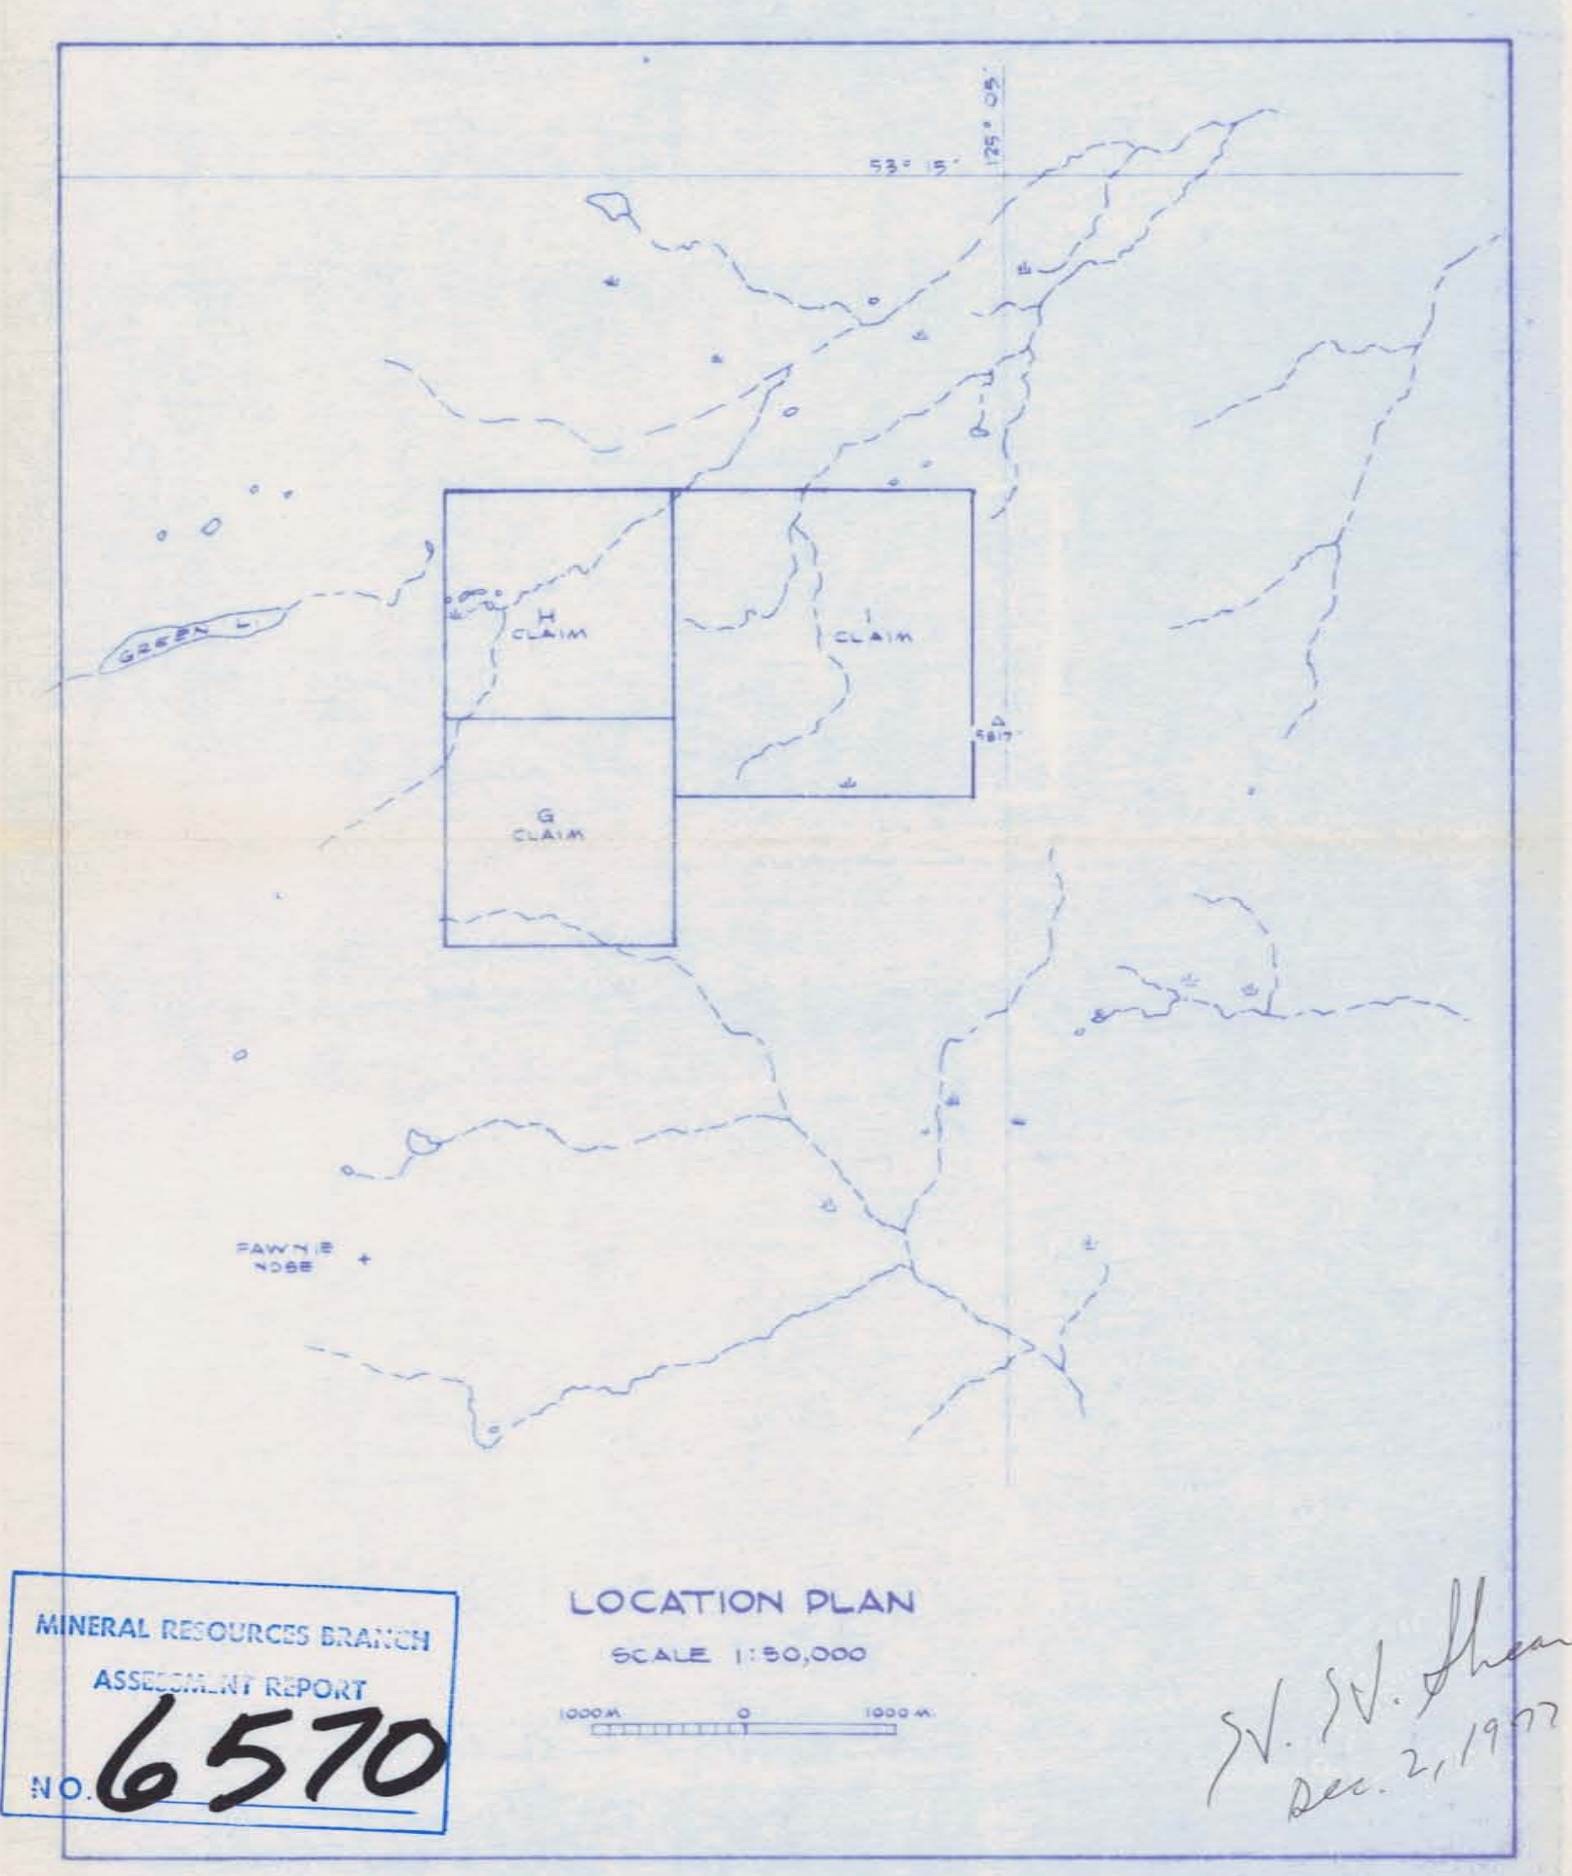 125° 05'
53° 15'
GREEN L.
H
CLAIM
I
CLAIM
5817
G
CLAIM
PAWNIE
NOSE
LOCATION PLAN
SCALE 1:50,000
1000M 0 1000M.
MINERAL RESOURCES BRANCH
ASSESSMENT REPORT
NO. 6570
Dec. 2, 1977